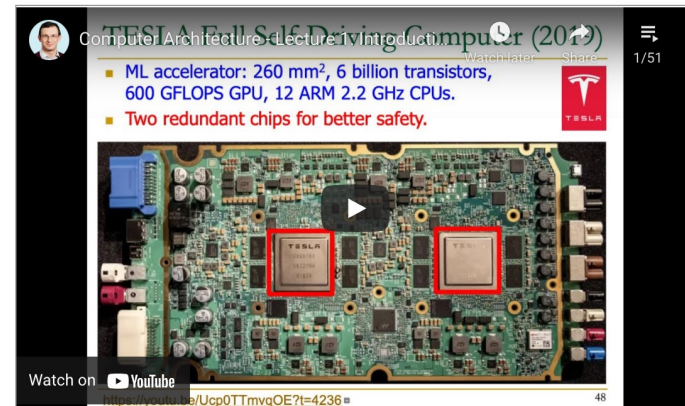 TESLA Full Self-Driving Computer (2019)
Computer Architecture - Lecture 1: Introducti...
Watch later
Share
1/51
ML accelerator: 260 mm², 6 billion transistors,
600 GFLOPS GPU, 12 ARM 2.2 GHz CPUs.
Two redundant chips for better safety.
TESLA
TESLA
TESLA
Watch on YouTube
https://youtu.be/Ucp0TTmvqOE?t=4236
48